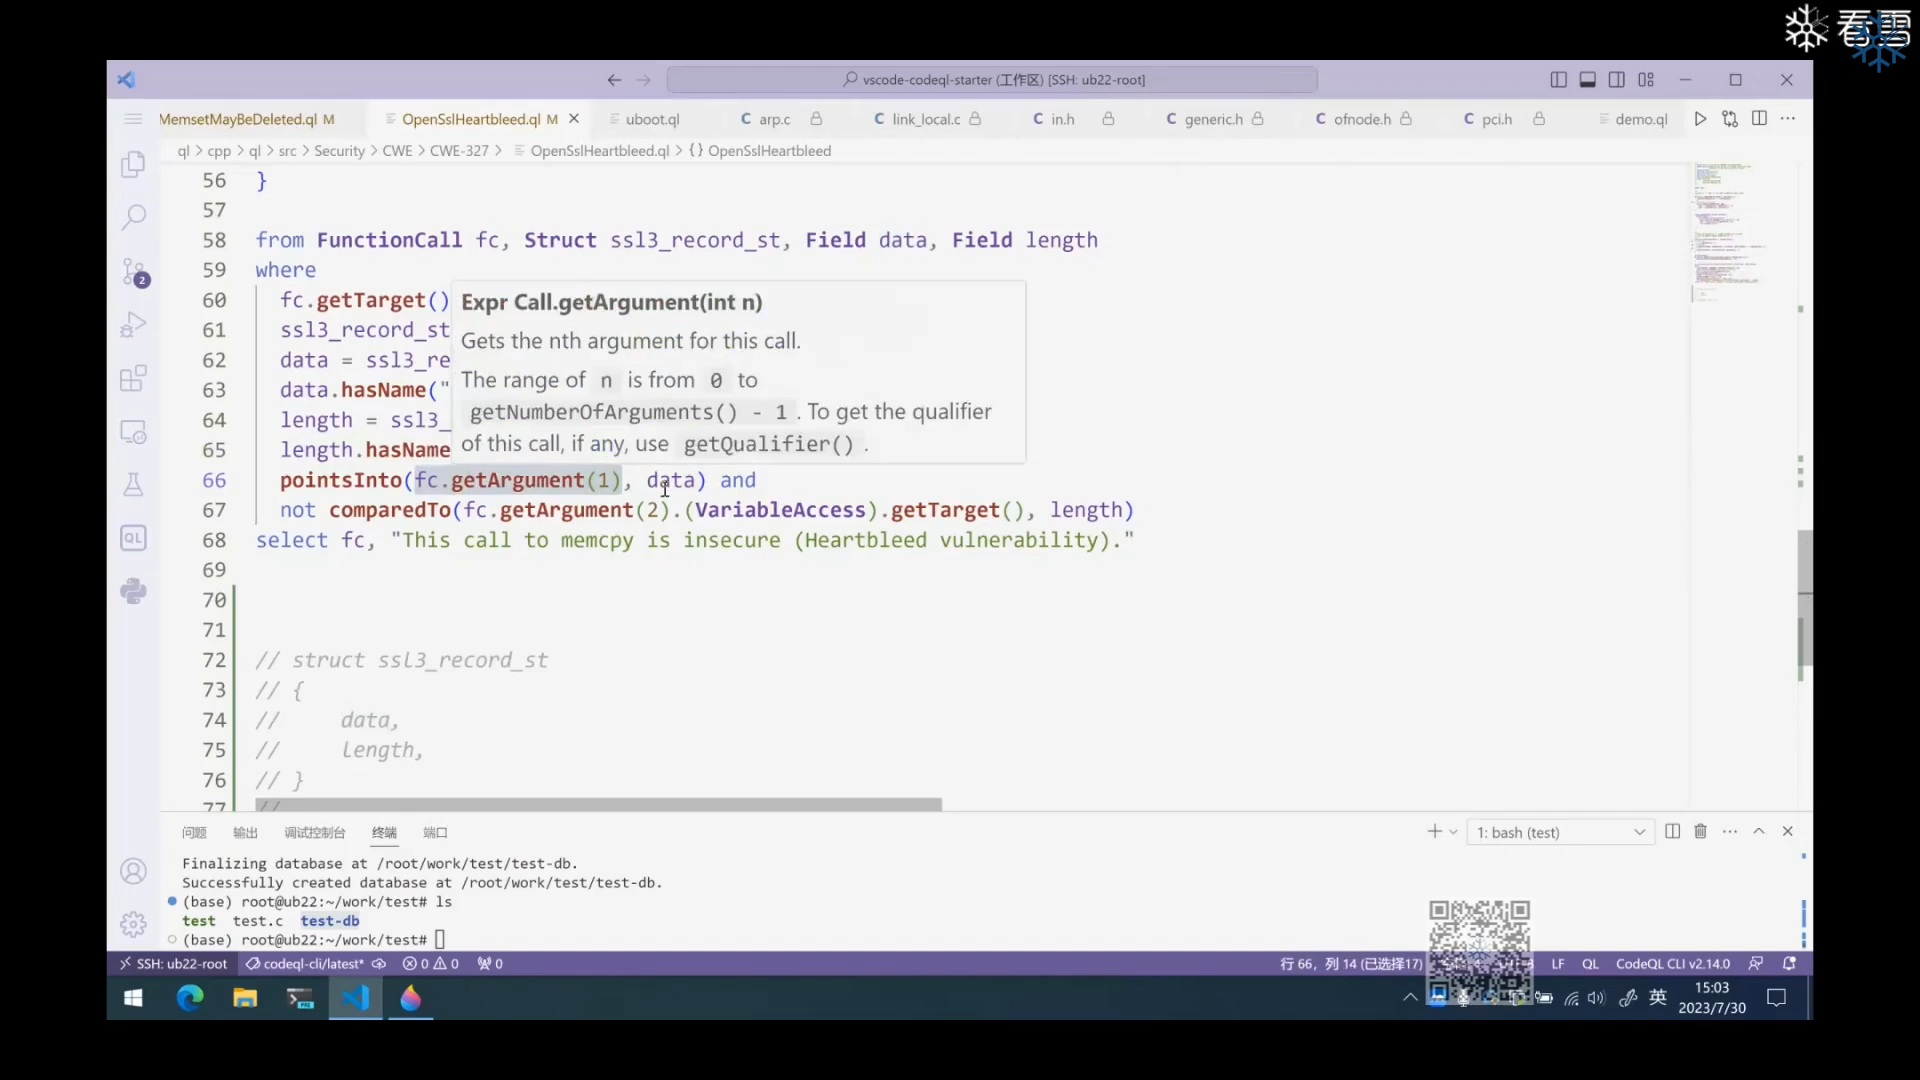 看雪
vscode-codeql-starter (工作区) [SSH: ub22-root]
MemsetMayBeDeleted.ql M
OpenSslHeartbleed.ql M
uboot.ql
C arp.c
C link_local.c
C in.h
C generic.h
C ofnode.h
C pci.h
demo.ql
ql > cpp > ql > src > Security > CWE > CWE-327 > OpenSslHeartbleed.ql > {} OpenSslHeartbleed
56 }
57
58 from FunctionCall fc, Struct ssl3_record_st, Field data, Field length
59 where
60 fc.getTarget()
61 ssl3_record_st
62 data = ssl3_re
63 data.hasName("
64 length = ssl3_
65 length.hasName
Expr Call.getArgument(int n)
Gets the nth argument for this call.
The range of n is from 0 to
getNumberOfArguments() - 1 . To get the qualifier
of this call, if any, use getQualifier() .
66 pointsInto(fc.getArgument(1), data) and
67 not comparedTo(fc.getArgument(2).(VariableAccess).getTarget(), length)
68 select fc, "This call to memcpy is insecure (Heartbleed vulnerability)."
69
70
71
72 // struct ssl3_record_st
73 // {
74 //     data,
75 //     length,
76 // }
77 //
2
QL
问题 输出 调试控制台 终端 端口
1: bash (test)
Finalizing database at /root/work/test/test-db.
Successfully created database at /root/work/test/test-db.
(base) root@ub22:~/work/test# ls
test test.c test-db
(base) root@ub22:~/work/test#
SSH: ub22-root codeql-cli/latest* 0 0 0
行 66，列 14 (已选择17)
LF QL CodeQL CLI v2.14.0
英
15:03
2023/7/30